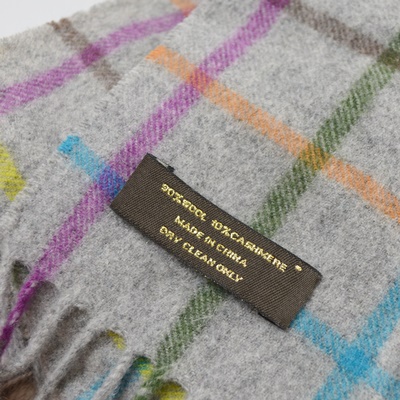 90%WOOL 10%CASHMERE
MADE IN CHINA
DRY CLEAN ONLY